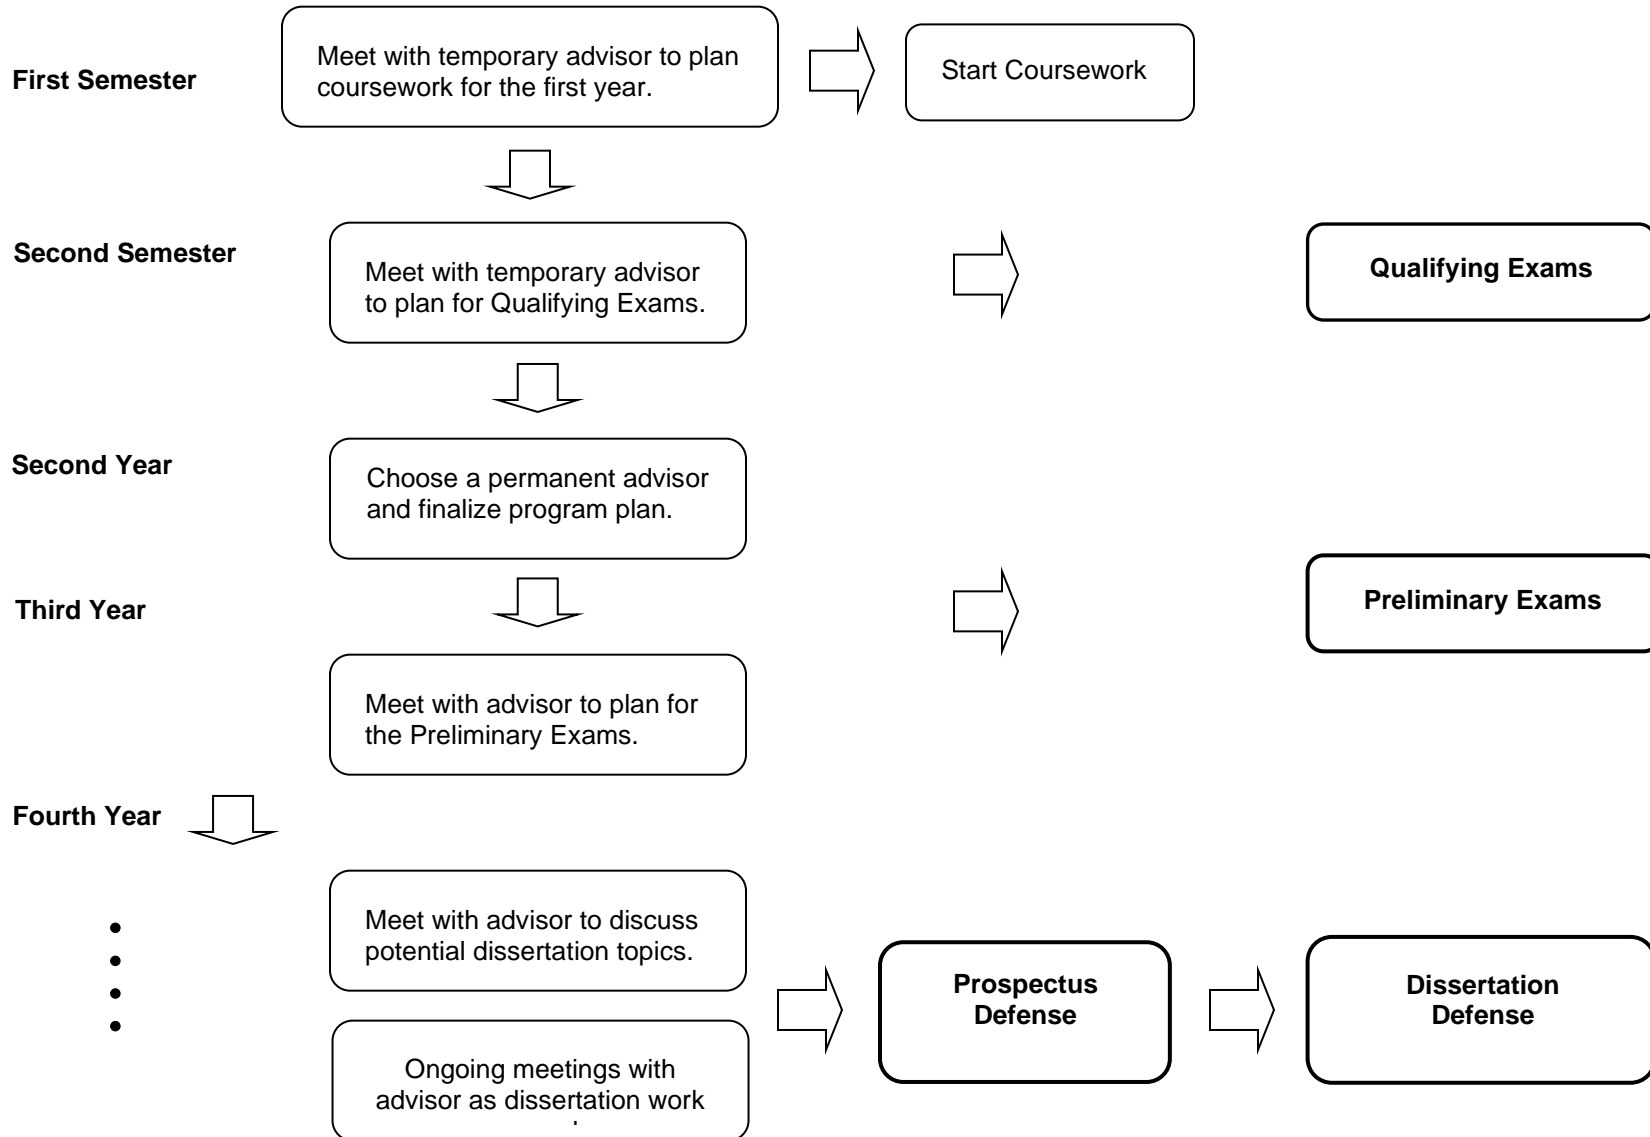 First Semester
Meet with temporary advisor to plan
coursework for the first year.
Start Coursework
Second Semester
Meet with temporary advisor
to plan for Qualifying Exams.
Qualifying Exams
Second Year
Choose a permanent advisor
and finalize program plan.
Third Year
Preliminary Exams
Meet with advisor to plan for
the Preliminary Exams.
Fourth Year
Meet with advisor to discuss
potential dissertation topics.
Prospectus
Defense
Dissertation
Defense
Ongoing meetings with
advisor as dissertation work